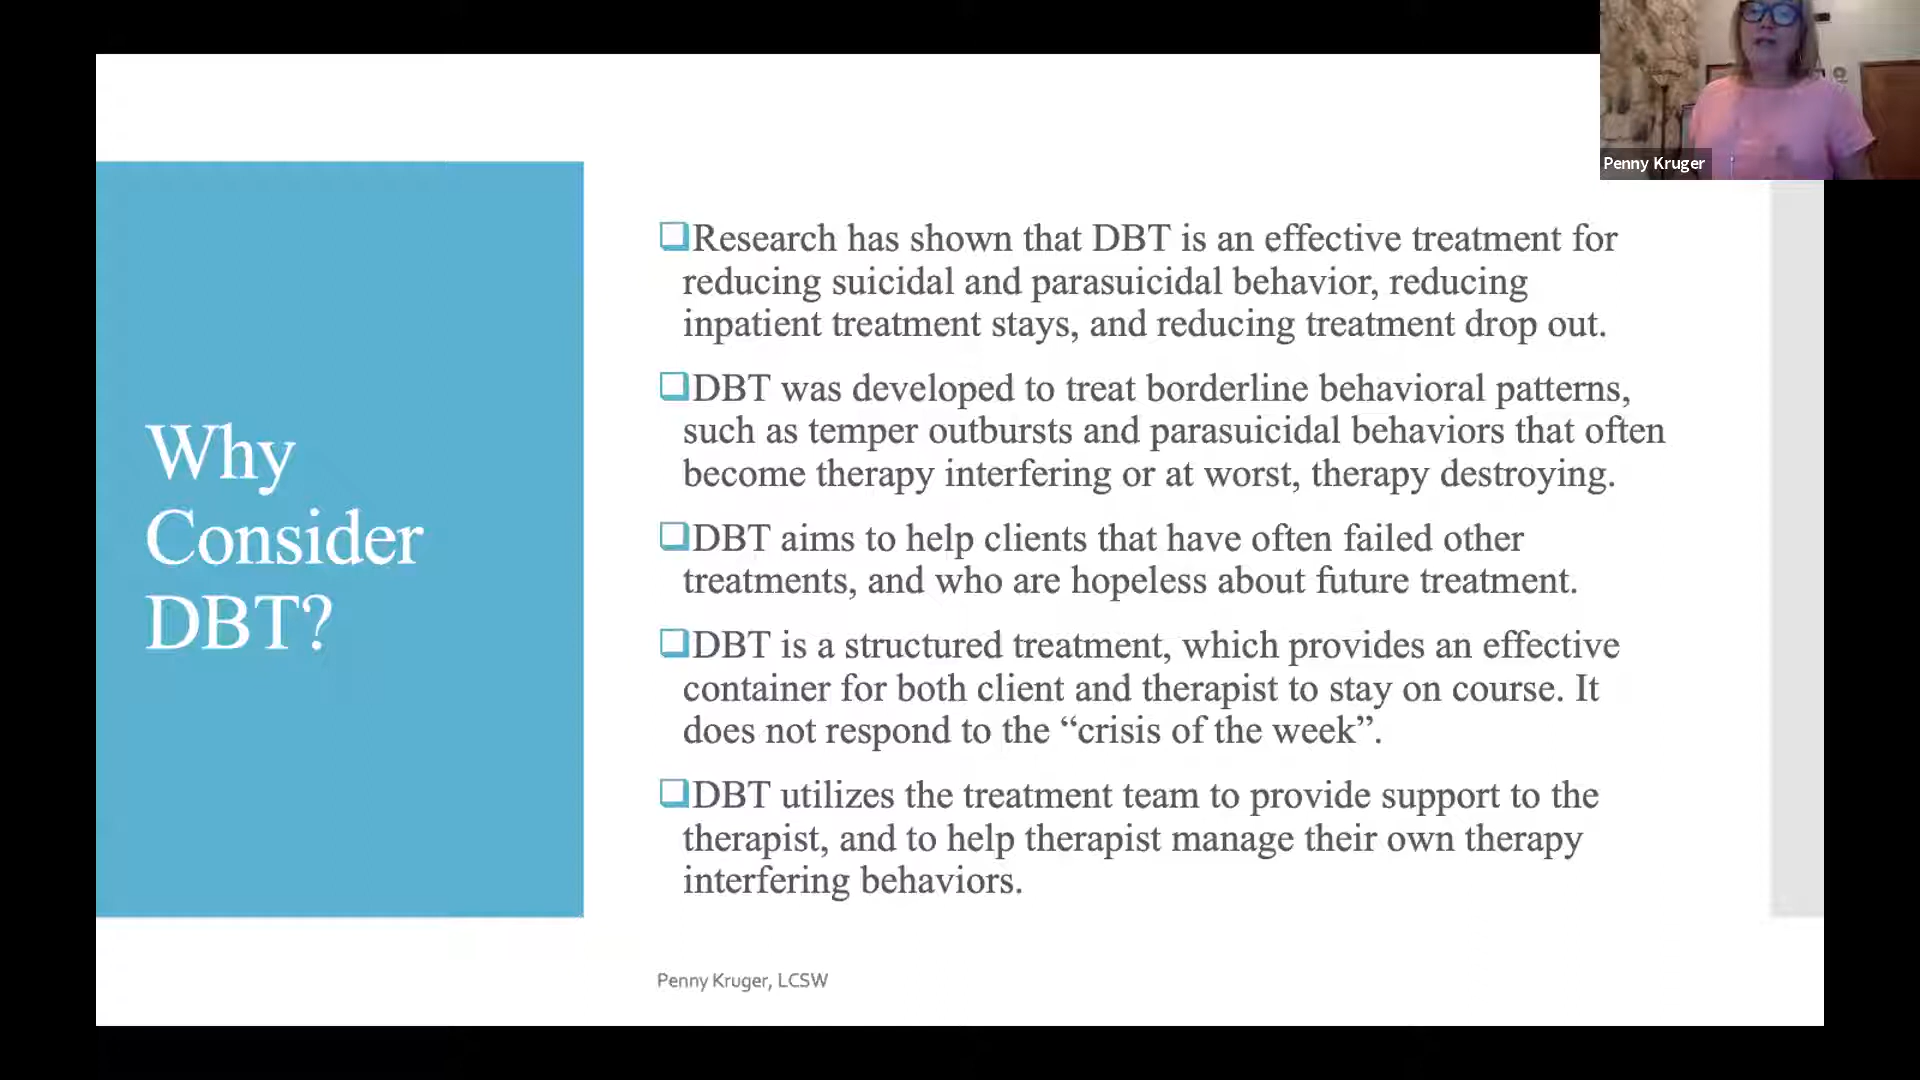 Penny Kruger
Why
Consider
DBT?
Research has shown that DBT is an effective treatment for
reducing suicidal and parasuicidal behavior, reducing
inpatient treatment stays, and reducing treatment drop out.
DBT was developed to treat borderline behavioral patterns,
such as temper outbursts and parasuicidal behaviors that often
become therapy interfering or at worst, therapy destroying.
DBT aims to help clients that have often failed other
treatments, and who are hopeless about future treatment.
DBT is a structured treatment, which provides an effective
container for both client and therapist to stay on course. It
does not respond to the “crisis of the week”.
DBT utilizes the treatment team to provide support to the
therapist, and to help therapist manage their own therapy
interfering behaviors.
Penny Kruger, LCSW